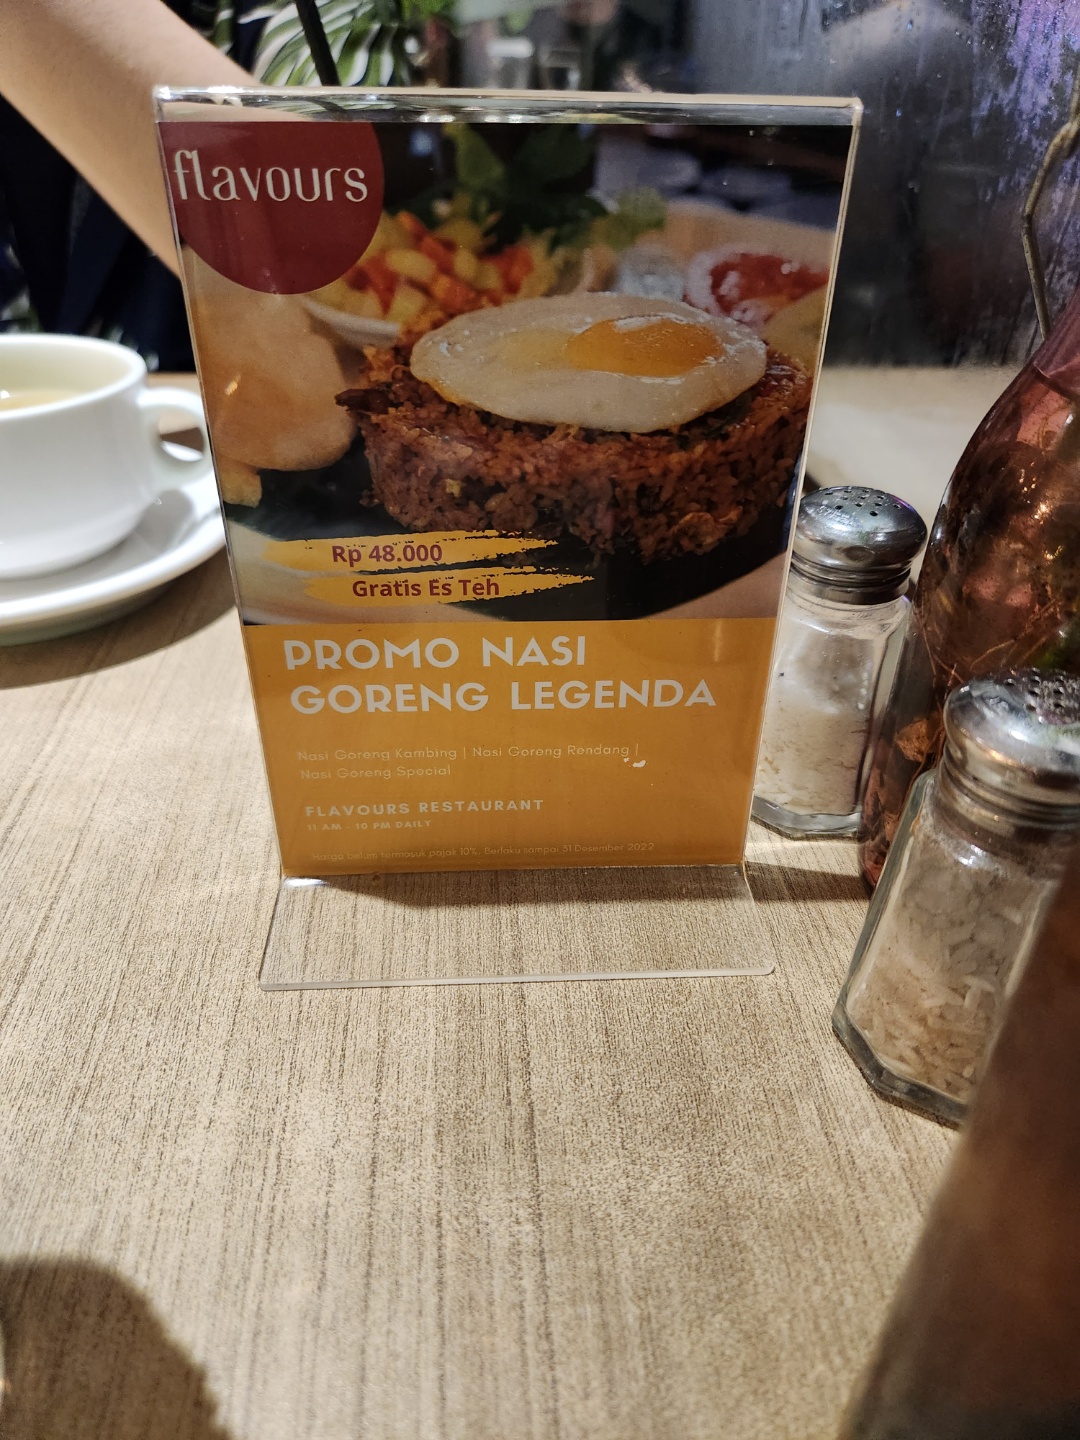 flavours
Rp 48.000
Gratis Es Teh
PROMO NASI
GORENG LEGENDA
Nasi Goreng Kambing | Nasi Goreng Rendang |
Nasi Goreng Special
FLAVOURS RESTAURANT
11 AM - 10 PM DAILY
Harga belum termasuk pajak 10%. Berlaku sampai 31 Desember 2022